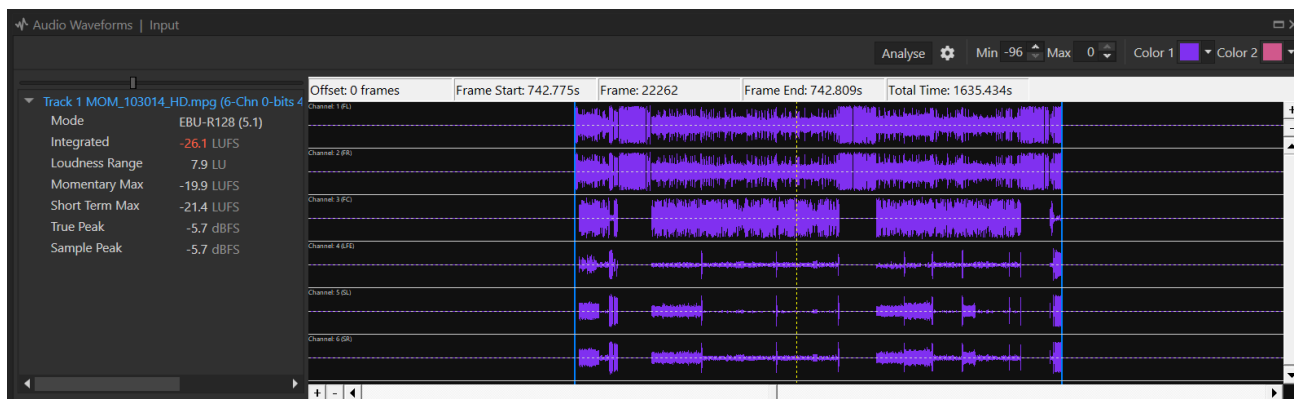 Audio Waveforms | Input
Analyse Min -96 Max 0 Color 1 Color 2
Offset: 0 frames Frame Start: 742.775s Frame: 22262 Frame End: 742.809s Total Time: 1635.434s
Track 1 MOM_103014_HD.mpg (6-Chn 0-bits 4
Mode EBU-R128 (5.1)
Integrated -26.1 LUFS
Loudness Range 7.9 LU
Momentary Max -19.9 LUFS
Short Term Max -21.4 LUFS
True Peak -5.7 dBFS
Sample Peak -5.7 dBFS
Channel: 1 (FL)
Channel: 2 (FR)
Channel: 3 (FC)
Channel: 4 (LFE)
Channel: 5 (SL)
Channel: 6 (SR)